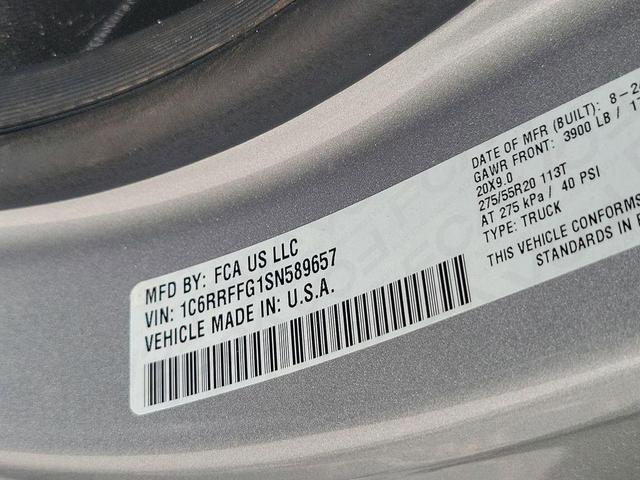 MFD BY: FCA US LLC
VIN: 1C6RRFFG1SN589657
VEHICLE MADE IN: U.S.A.
DATE OF MFR (BUILT): 8-2
GAWR FRONT: 3900 LB /
20X9.0
275/55R20 113T
AT 275 kPa / 40 PSI
TYPE: TRUCK
THIS VEHICLE CONFORMS
STANDARDS IN